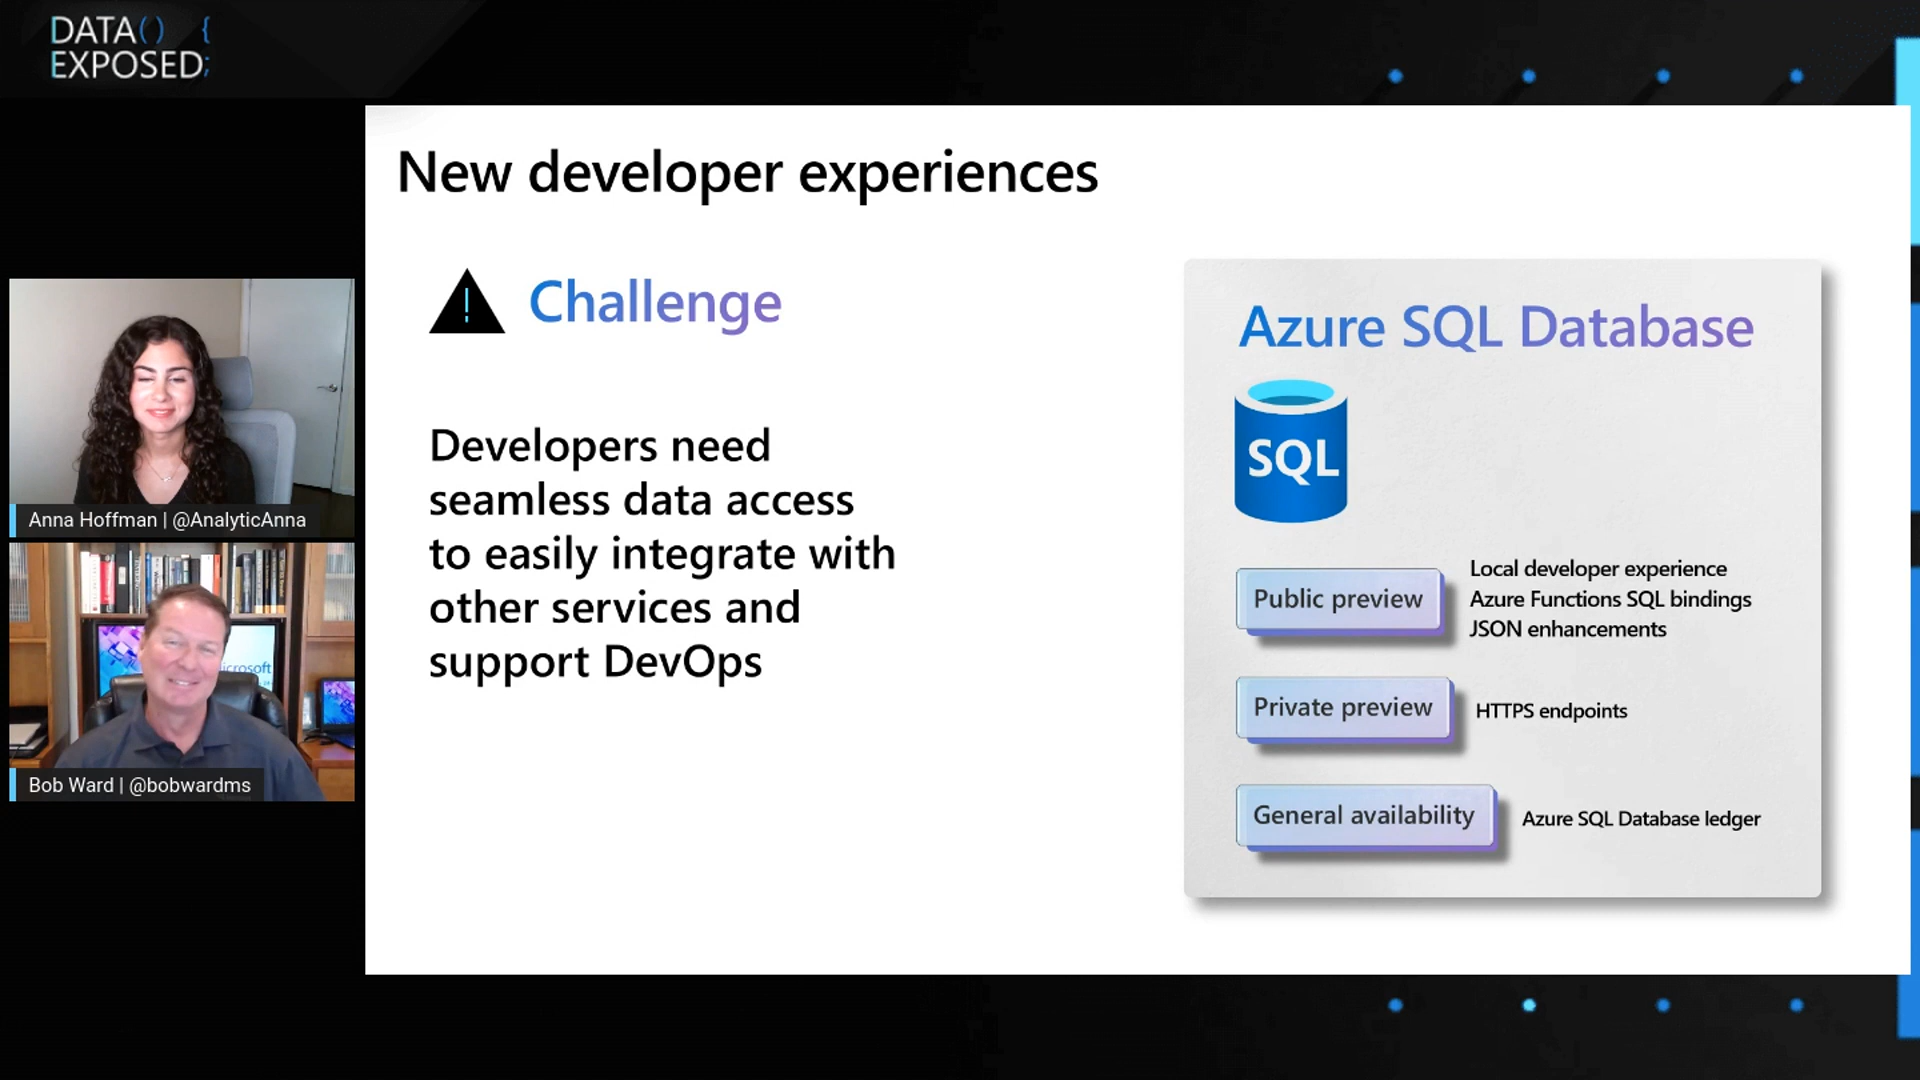 DATA() {
EXPOSED;
New developer experiences
Challenge
Developers need
seamless data access
to easily integrate with
other services and
support DevOps
Azure SQL Database
SQL
Public preview
Local developer experience
Azure Functions SQL bindings
JSON enhancements
Private preview
HTTPS endpoints
General availability
Azure SQL Database ledger
Anna Hoffman | @AnalyticAnna
icrosoft
Bob Ward | @bobwardms